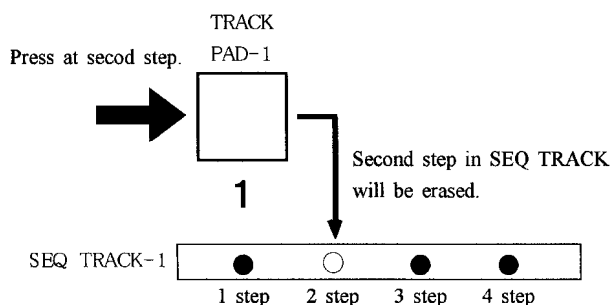 TRACK
PAD-1
Press at secod step.
1
Second step in SEQ TRACK
will be erased.
SEQ TRACK-1
1 step 2 step 3 step 4 step